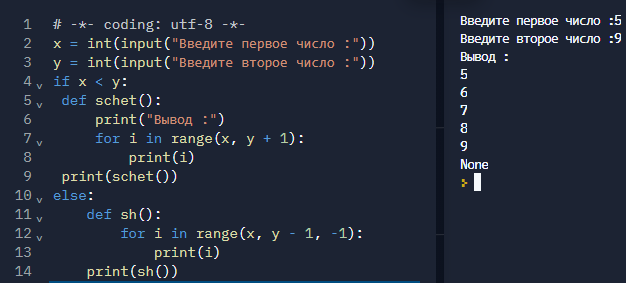 1 # -*- coding: utf-8 -*-
2 x = int(input("Введите первое число :"))
3 y = int(input("Введите второе число :"))
4 if x < y:
5 def schet():
6 print("Вывод :")
7 for i in range(x, y + 1):
8 print(i)
9 print(schet())
10 else:
11 def sh():
12 for i in range(x, y - 1, -1):
13 print(i)
14 print(sh())
Введите первое число :5
Введите второе число :9
Вывод :
5
6
7
8
9
None
>